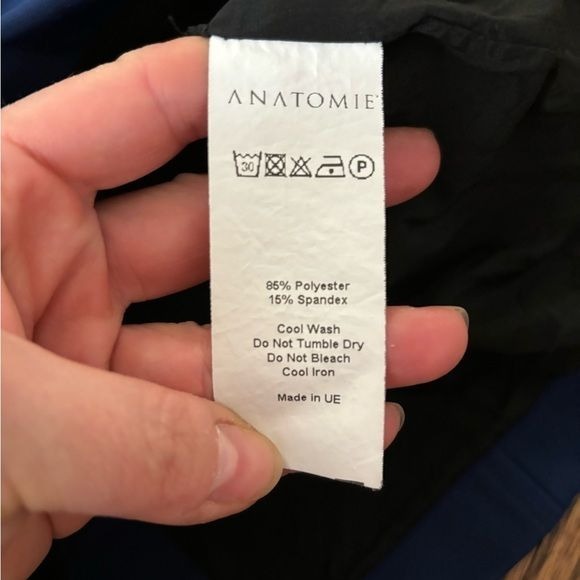 ANATOMIE
30 P
85% Polyester
15% Spandex
Cool Wash
Do Not Tumble Dry
Do Not Bleach
Cool Iron
Made in UE